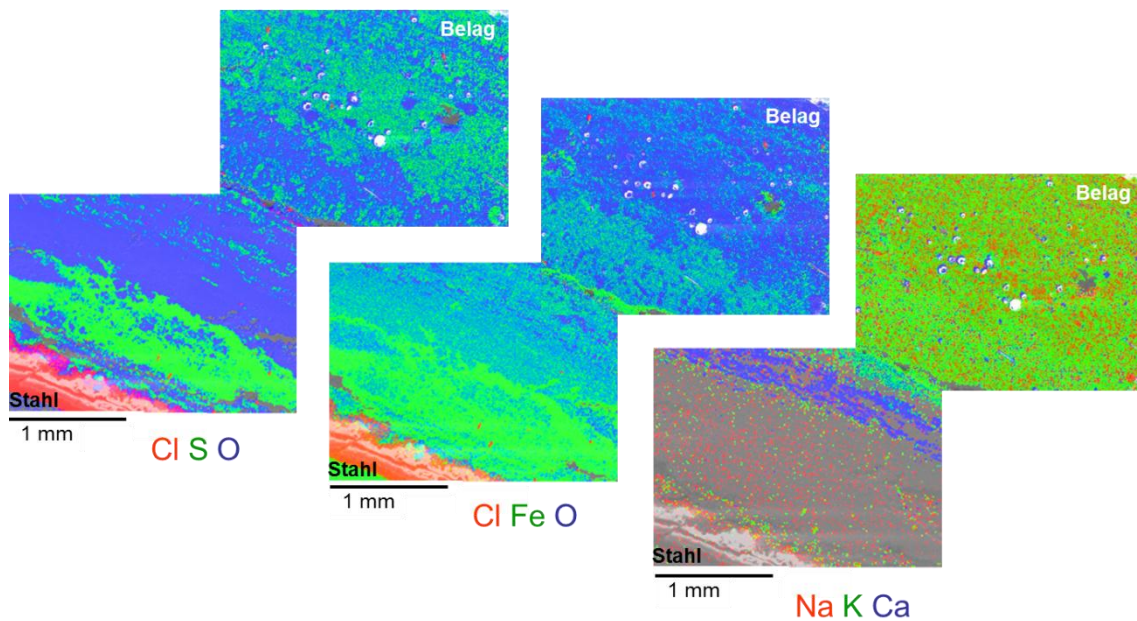 Belag
Stahl
1 mm
Cl S O
Belag
Stahl
1 mm
Cl Fe O
Belag
Stahl
1 mm
Na K Ca